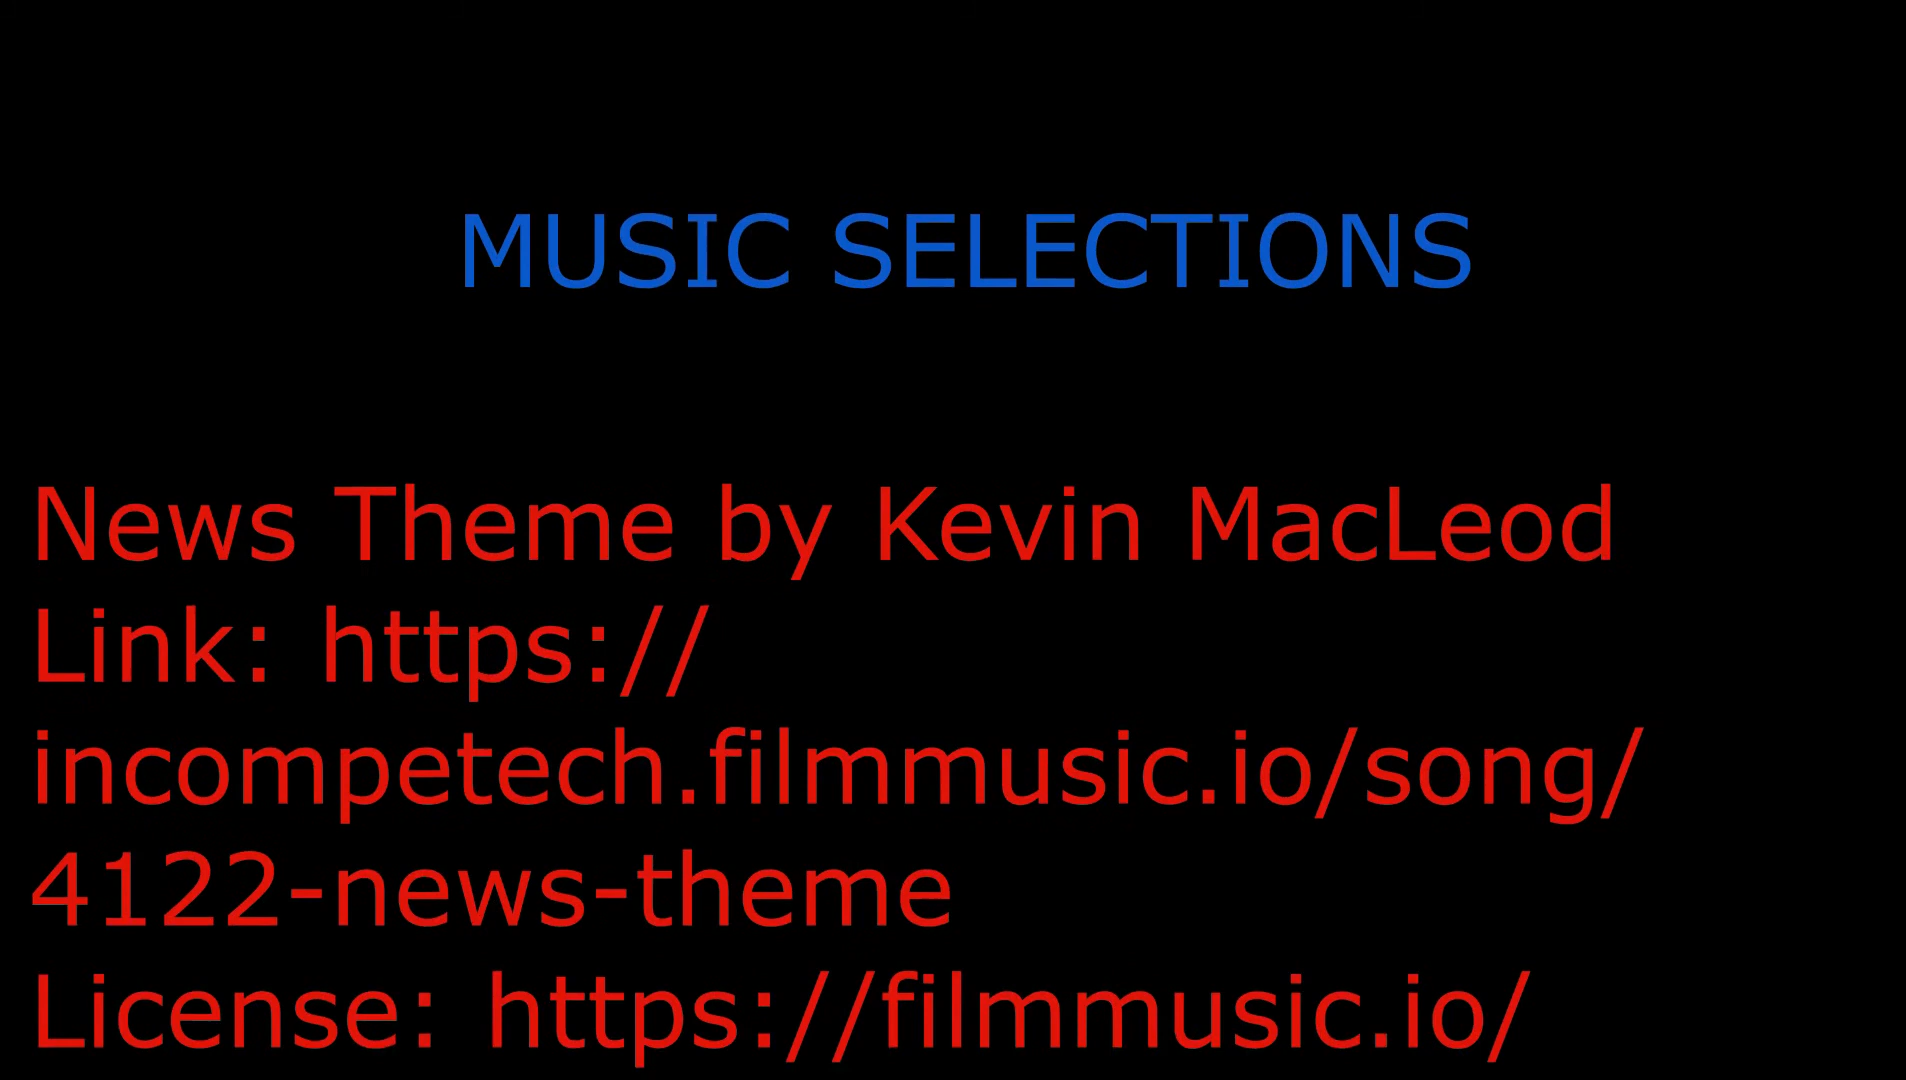 MUSIC SELECTIONS
News Theme by Kevin MacLeod
Link: https://
incompetech.filmmusic.io/song/
4122-news-theme
License: https://filmmusic.io/